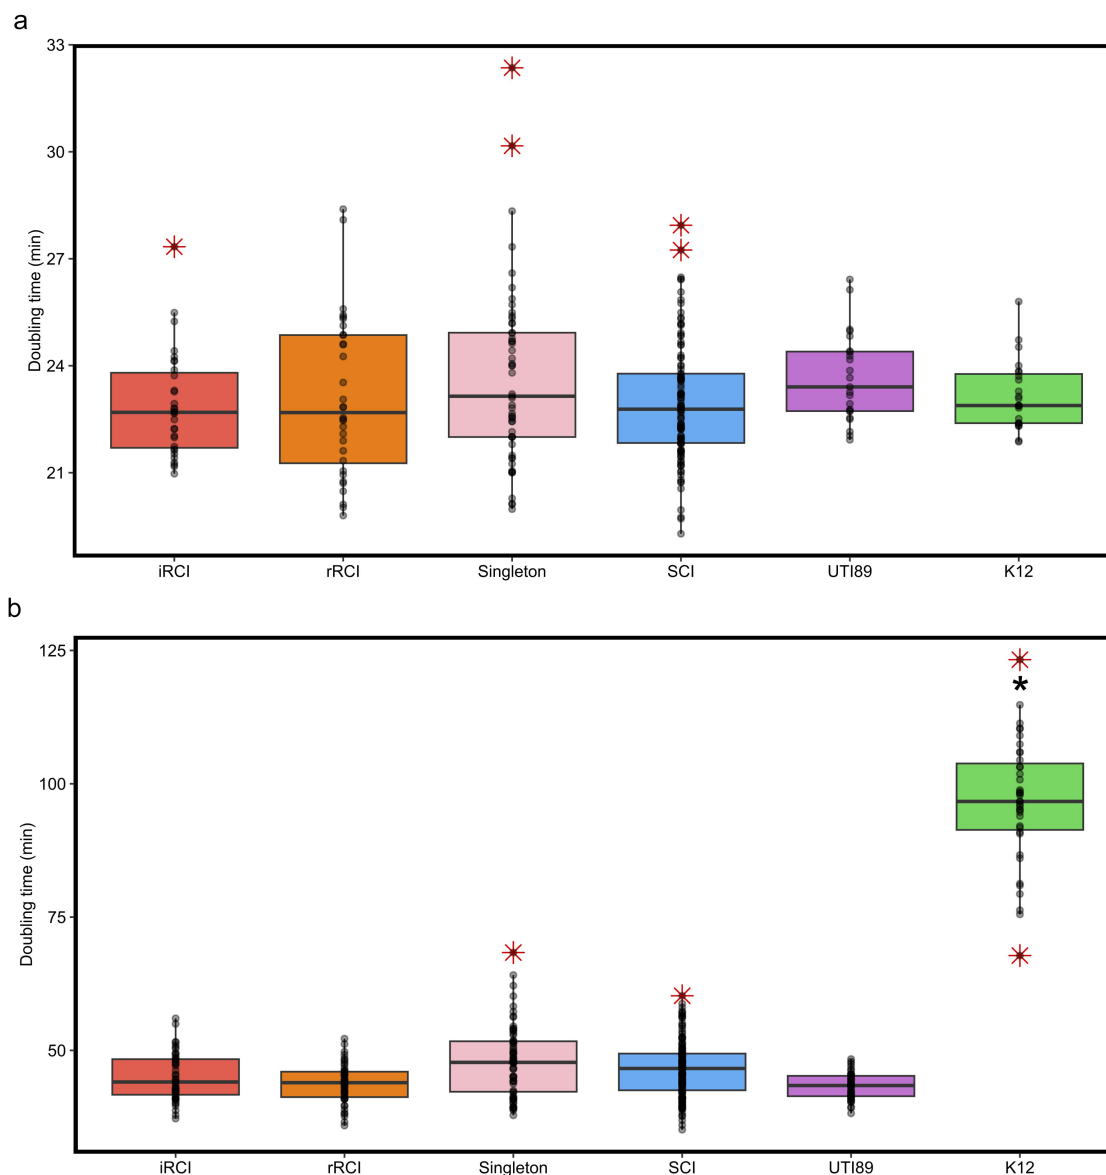 a
33
30
27
24
21
Doubling time (min)
iRCI rRCI Singleton SCI UTI89 K12
b
125
100
75
50
Doubling time (min)
*
iRCI rRCI Singleton SCI UTI89 K12